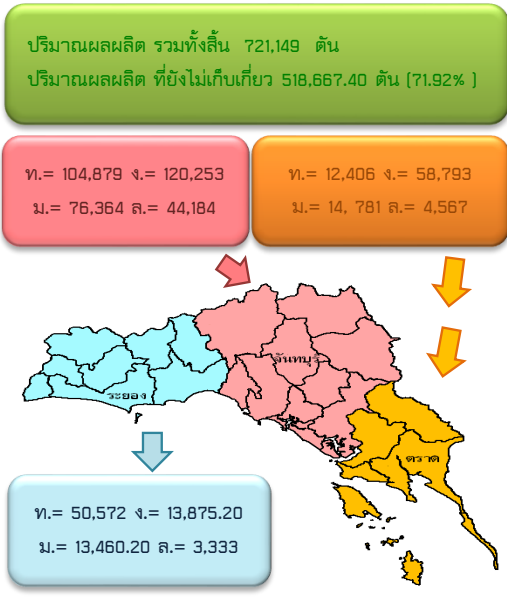 ปริมาณผลผลิต รวมทั้งสิ้น 721,149 ตัน
ปริมาณผลผลิต ที่ยังไม่เก็บเกี่ยว 518,667.40 ตัน (71.92% )
ท.= 104,879 ง.= 120,253
ม.= 76,364 ล.= 44,184
ท.= 12,406 ง.= 58,793
ม.= 14, 781 ล.= 4,567
จันทบุรี
ระยอง
ตราด
ท.= 50,572 ง.= 13,875.20
ม.= 13,460.20 ล.= 3,333